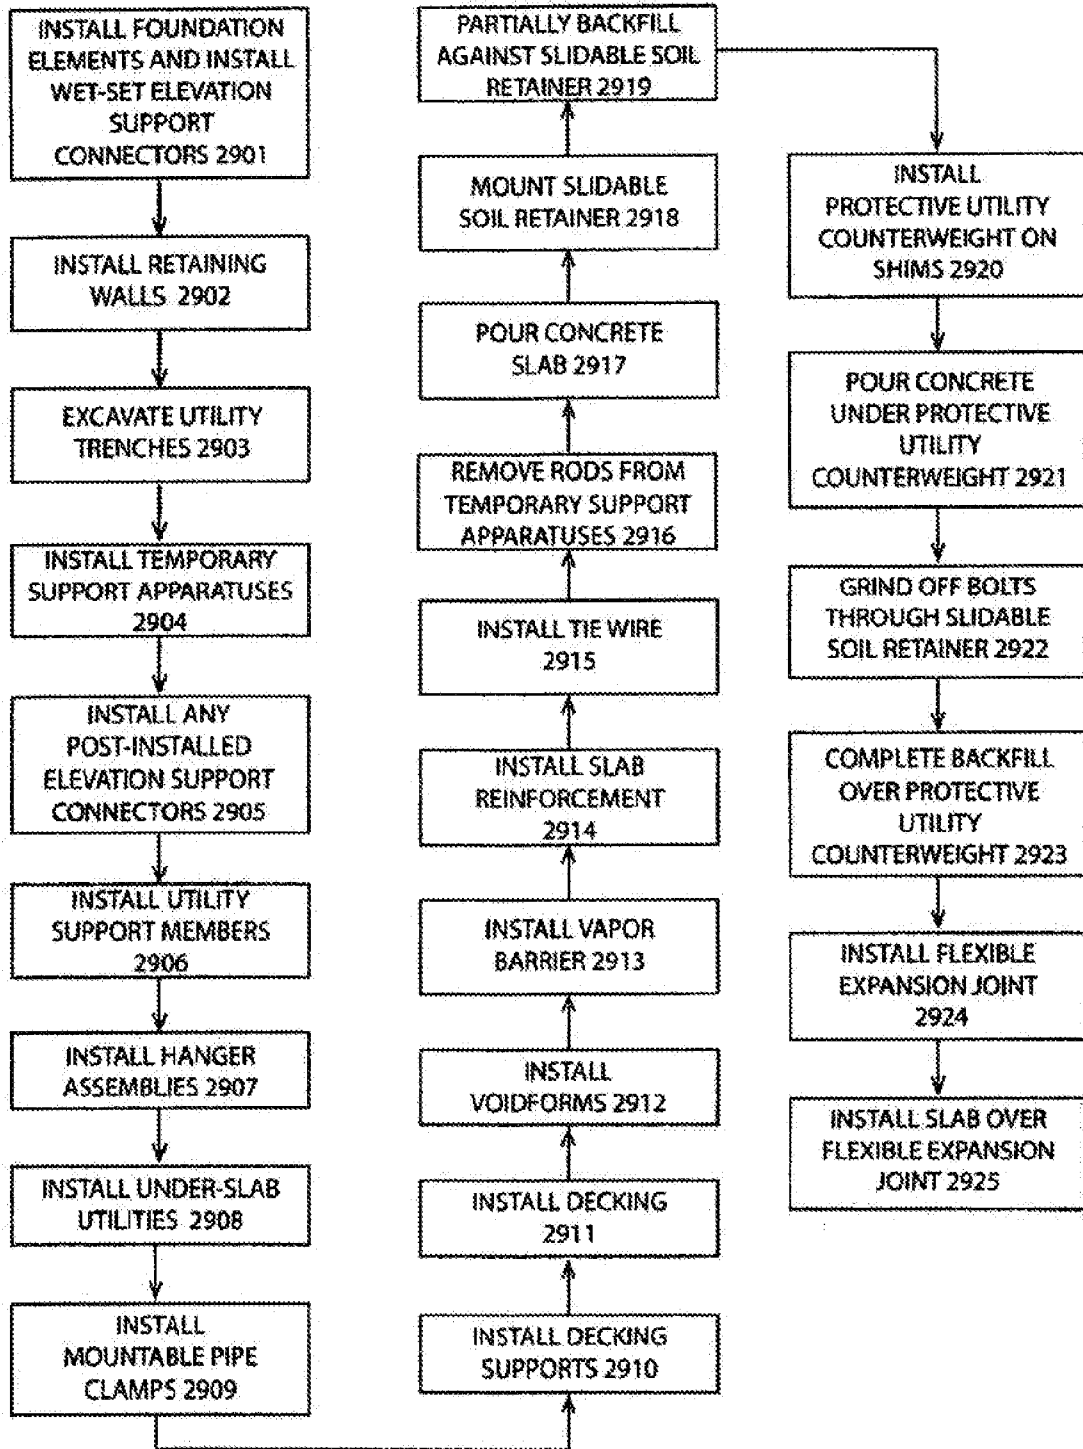 INSTALL FOUNDATION
ELEMENTS AND INSTALL
WET-SET ELEVATION
SUPPORT
CONNECTORS 2901
INSTALL RETAINING
WALLS 2902
EXCAVATE UTILITY
TRENCHES 2903
INSTALL TEMPORARY
SUPPORT APPARATUSES
2904
INSTALL ANY
POST-INSTALLED
ELEVATION SUPPORT
CONNECTORS 2905
INSTALL UTILITY
SUPPORT MEMBERS
2906
INSTALL HANGER
ASSEMBLIES 2907
INSTALL UNDER-SLAB
UTILITIES 2908
INSTALL
MOUNTABLE PIPE
CLAMPS 2909
INSTALL DECKING
SUPPORTS 2910
INSTALL DECKING
2911
INSTALL
VOIDFORMS 2912
INSTALL VAPOR
BARRIER 2913
INSTALL SLAB
REINFORCEMENT
2914
INSTALL TIE WIRE
2915
REMOVE RODS FROM
TEMPORARY SUPPORT
APPARATUSES 2916
POUR CONCRETE
SLAB 2917
MOUNT SLIDABLE
SOIL RETAINER 2918
PARTIALLY BACKFILL
AGAINST SLIDABLE SOIL
RETAINER 2919
INSTALL
PROTECTIVE UTILITY
COUNTERWEIGHT ON
SHIMS 2920
POUR CONCRETE
UNDER PROTECTIVE
UTILITY
COUNTERWEIGHT 2921
GRIND OFF BOLTS
THROUGH SLIDABLE
SOIL RETAINER 2922
COMPLETE BACKFILL
OVER PROTECTIVE
UTILITY
COUNTERWEIGHT 2923
INSTALL FLEXIBLE
EXPANSION JOINT
2924
INSTALL SLAB OVER
FLEXIBLE EXPANSION
JOINT 2925